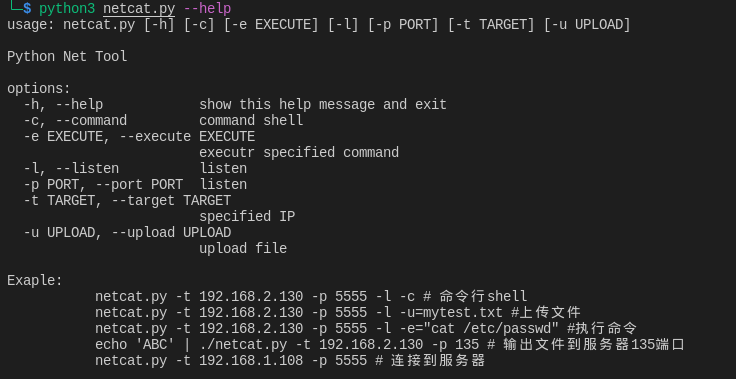 └─$ python3 netcat.py --help
usage: netcat.py [-h] [-c] [-e EXECUTE] [-l] [-p PORT] [-t TARGET] [-u UPLOAD]
Python Net Tool
options:
-h, --help show this help message and exit
-c, --command command shell
-e EXECUTE, --execute EXECUTE
executr specified command
-l, --listen listen
-p PORT, --port PORT listen
-t TARGET, --target TARGET
specified IP
-u UPLOAD, --upload UPLOAD
upload file
Exaple:
netcat.py -t 192.168.2.130 -p 5555 -l -c # 命令行shell
netcat.py -t 192.168.2.130 -p 5555 -l -u=mytest.txt #上传文件
netcat.py -t 192.168.2.130 -p 5555 -l -e="cat /etc/passwd" #执行命令
echo 'ABC' | ./netcat.py -t 192.168.2.130 -p 135 # 输出文件到服务器135端口
netcat.py -t 192.168.1.108 -p 5555 # 连接到服务器